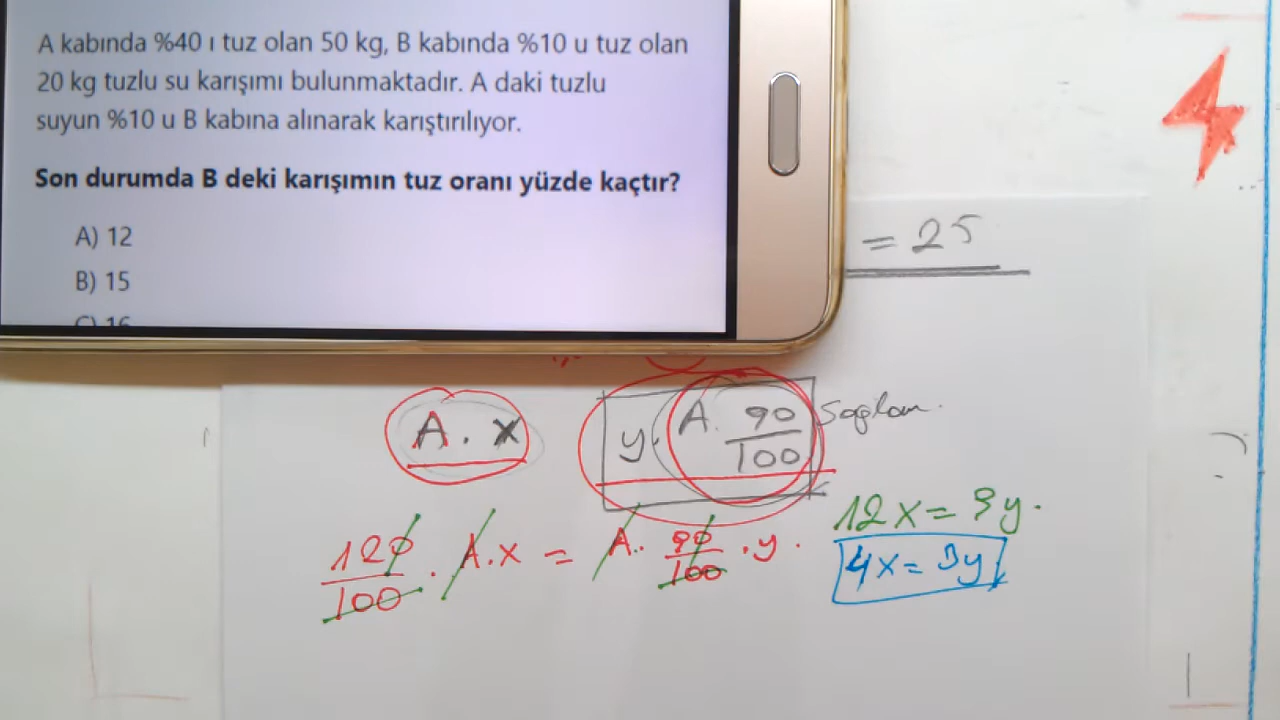 A kabında %40 ı tuz olan 50 kg, B kabında %10 u tuz olan
20 kg tuzlu su karışımı bulunmaktadır. A daki tuzlu
suyun %10 u B kabına alınarak karıştırılıyor.
Son durumda B deki karışımın tuz oranı yüzde kaçtır?
A) 12
B) 15
C) 16
= 25
A . x
y . A . 90/100 Sağlam.
120/100 . A . x = A . 90/100 . y .
12x = 9y .
4x = 3y